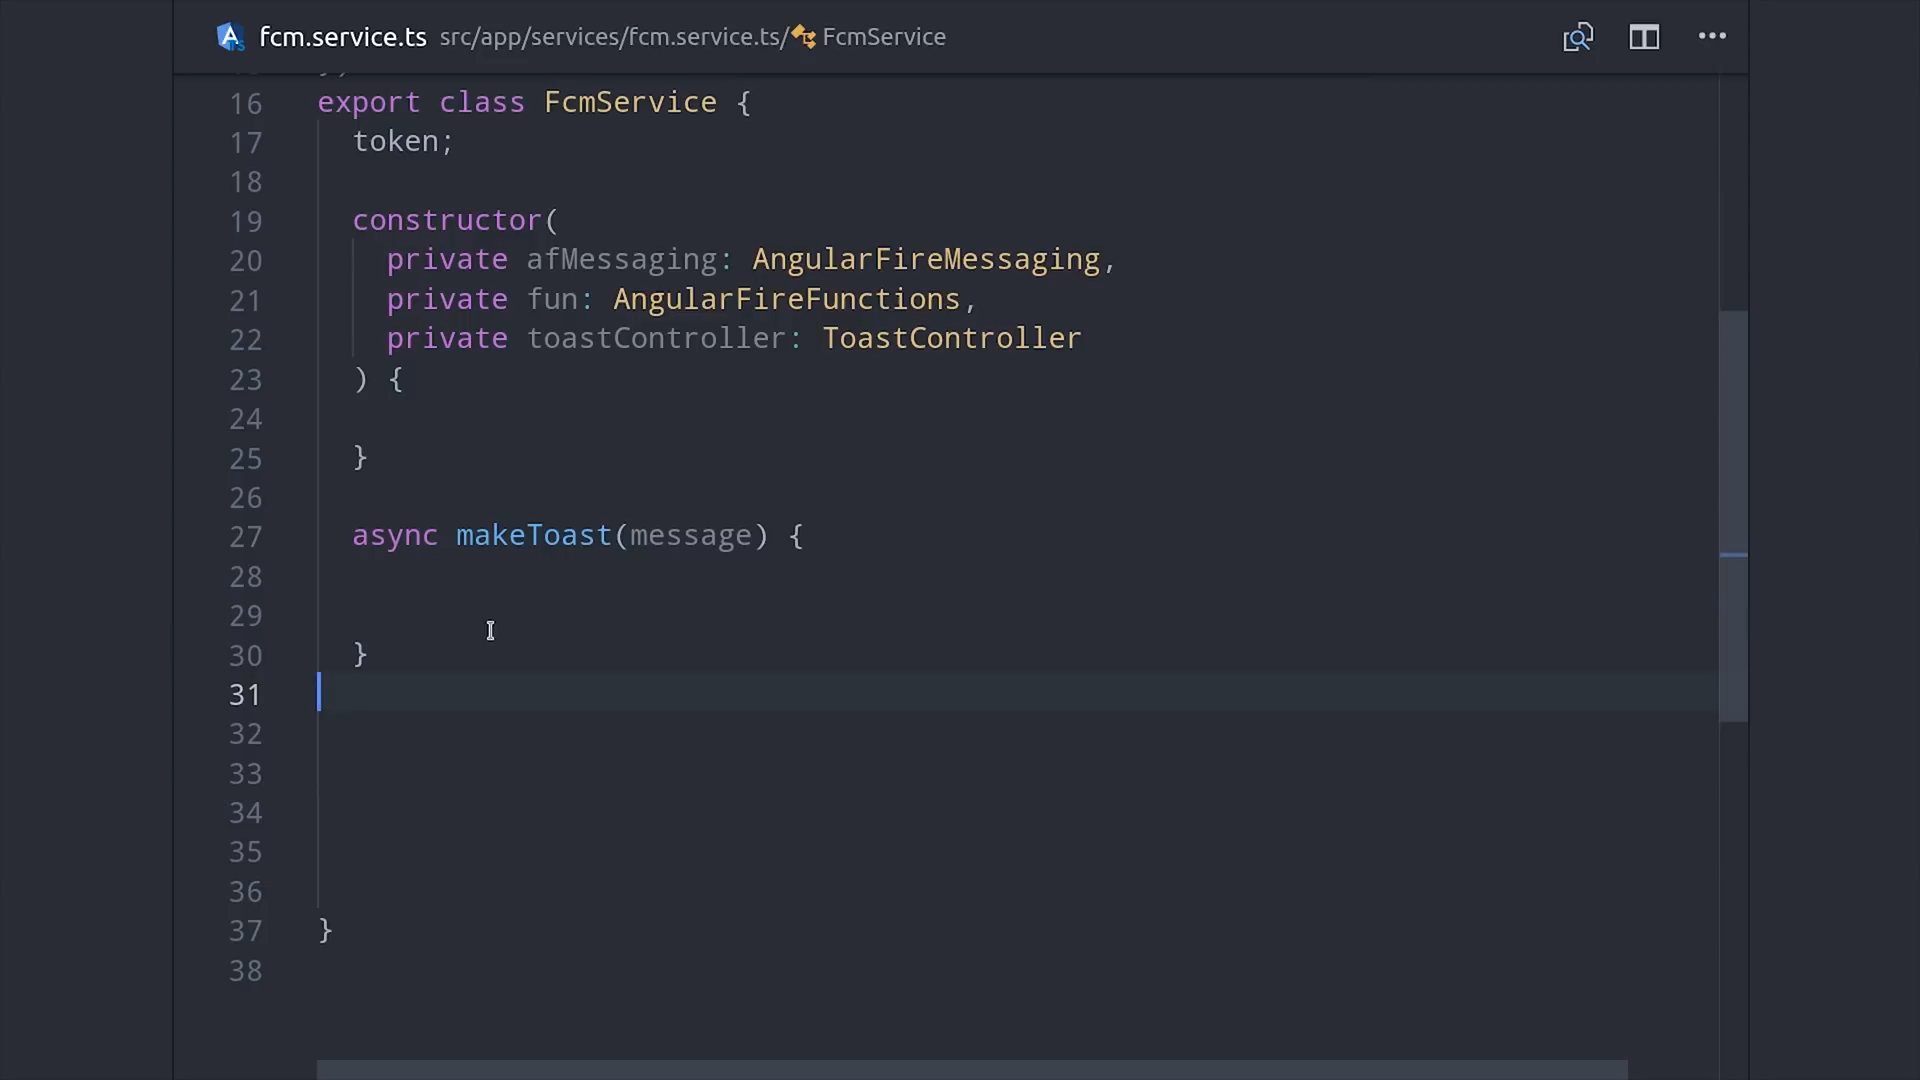 fcm.service.ts src/app/services/fcm.service.ts/ FcmService
16 export class FcmService {
17 token;
18
19 constructor(
20 private afMessaging: AngularFireMessaging,
21 private fun: AngularFireFunctions,
22 private toastController: ToastController
23 ) {
24
25 }
26
27 async makeToast(message) {
28
29
30 }
31
32
33
34
35
36
37 }
38